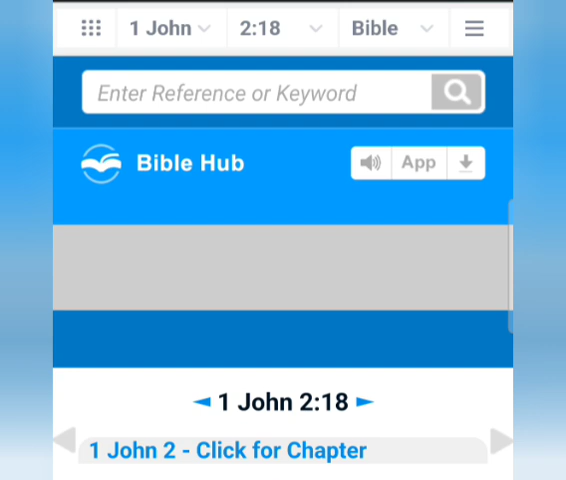 1 John 2:18 Bible
Enter Reference or Keyword
Bible Hub App
1 John 2:18
1 John 2 - Click for Chapter